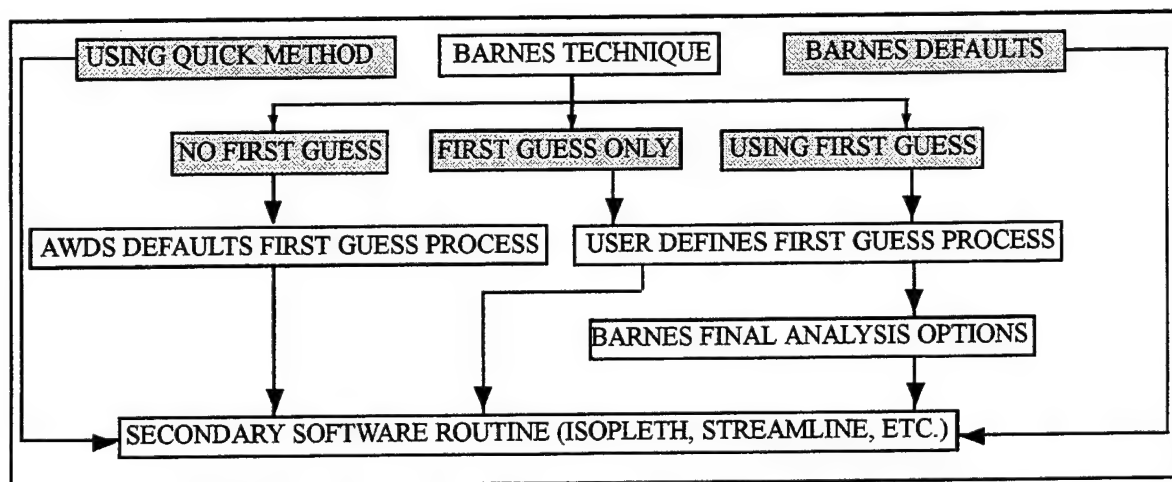 USING QUICK METHOD
BARNES TECHNIQUE
BARNES DEFAULTS
NO FIRST GUESS
FIRST GUESS ONLY
USING FIRST GUESS
AWDS DEFAULTS FIRST GUESS PROCESS
USER DEFINES FIRST GUESS PROCESS
BARNES FINAL ANALYSIS OPTIONS
SECONDARY SOFTWARE ROUTINE (ISOPLETH, STREAMLINE, ETC.)